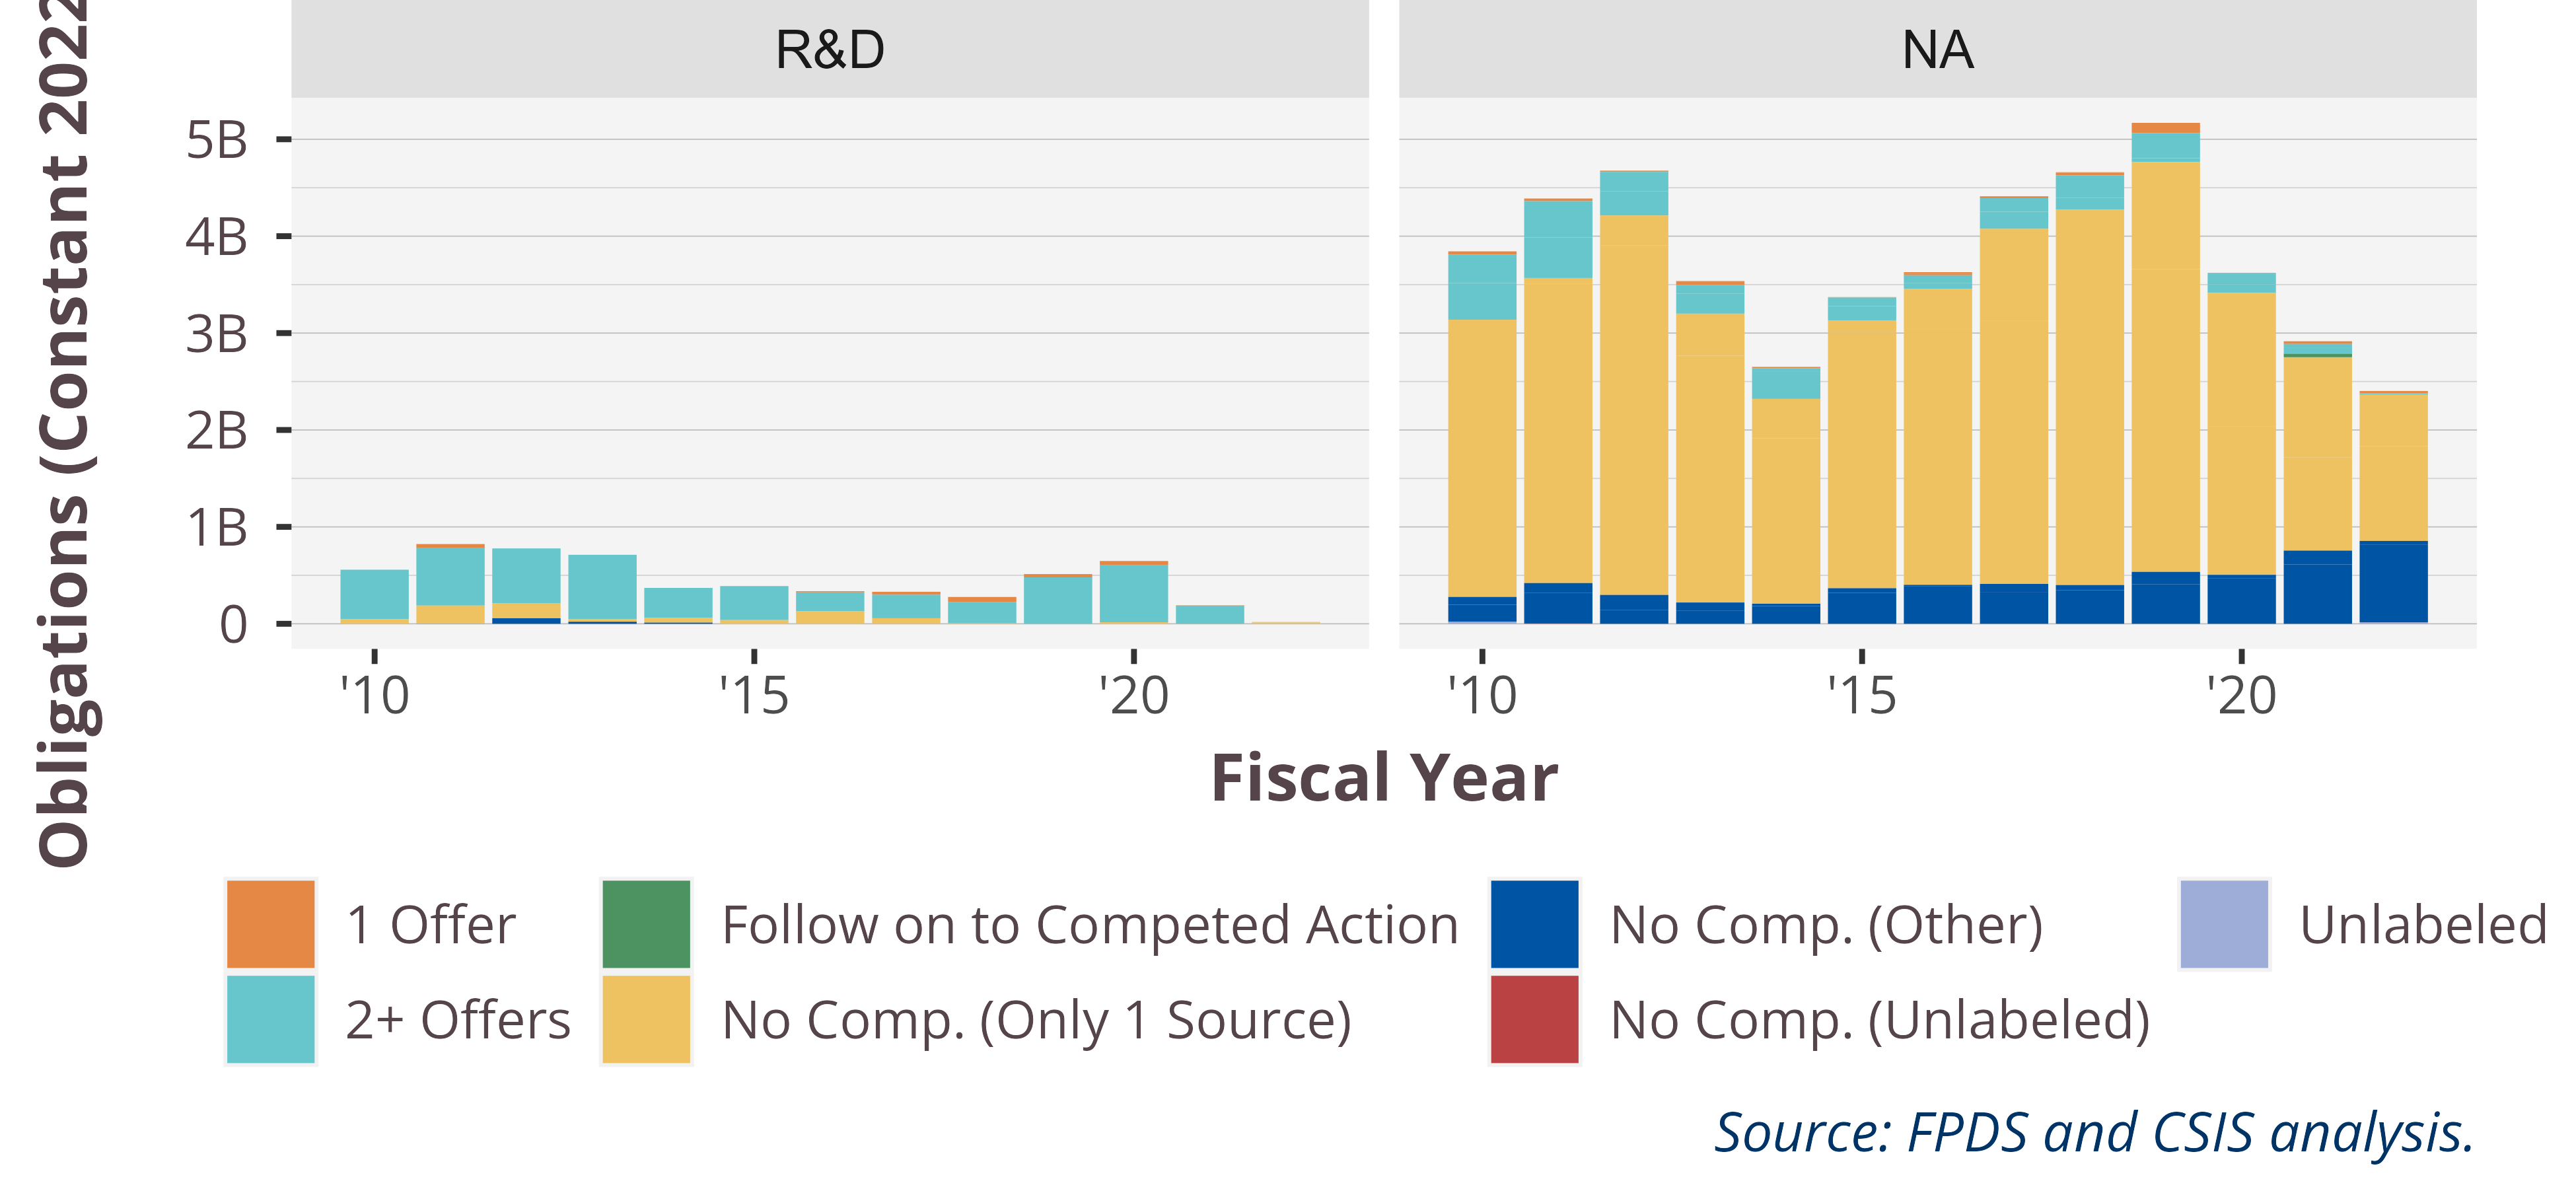 R&D
NA
Obligations (Constant 2022
5B
4B
3B
2B
1B
0
'10
'15
'20
'10
'15
'20
Fiscal Year
1 Offer
Follow on to Competed Action
No Comp. (Other)
Unlabeled
2+ Offers
No Comp. (Only 1 Source)
No Comp. (Unlabeled)
Source: FPDS and CSIS analysis.